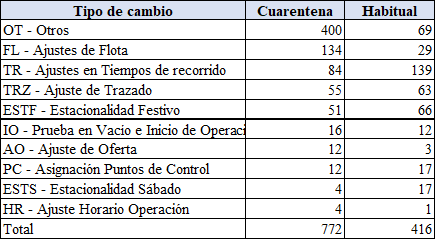 Tipo de cambio Cuarentena Habitual
OT - Otros 400 69
FL - Ajustes de Flota 134 29
TR - Ajustes en Tiempos de recorrido 84 139
TRZ - Ajuste de Trazado 55 63
ESTF - Estacionalidad Festivo 51 66
IO - Prueba en Vacio e Inicio de Operaci 16 12
AO - Ajuste de Oferta 12 3
PC - Asignación Puntos de Control 12 17
ESTS - Estacionalidad Sábado 4 17
HR - Ajuste Horario Operación 4 1
Total 772 416